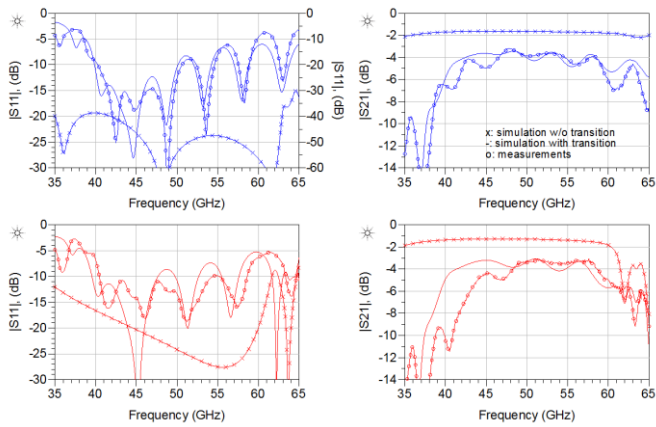 0
-5
-10
-15
-20
-25
-30
|S11|, (dB)
0
-10
-20
-30
-40
-50
-60
|S11|, (dB)
35 40 45 50 55 60 65
Frequency (GHz)
0
-2
-4
-6
-8
-10
-12
-14
|S21|, (dB)
x: simulation w/o transition
-: simulation with transition
o: measurements
35 40 45 50 55 60 65
Frequency (GHz)
0
-5
-10
-15
-20
-25
-30
|S11|, (dB)
35 40 45 50 55 60 65
Frequency (GHz)
0
-2
-4
-6
-8
-10
-12
-14
|S21|, (dB)
35 40 45 50 55 60 65
Frequency (GHz)